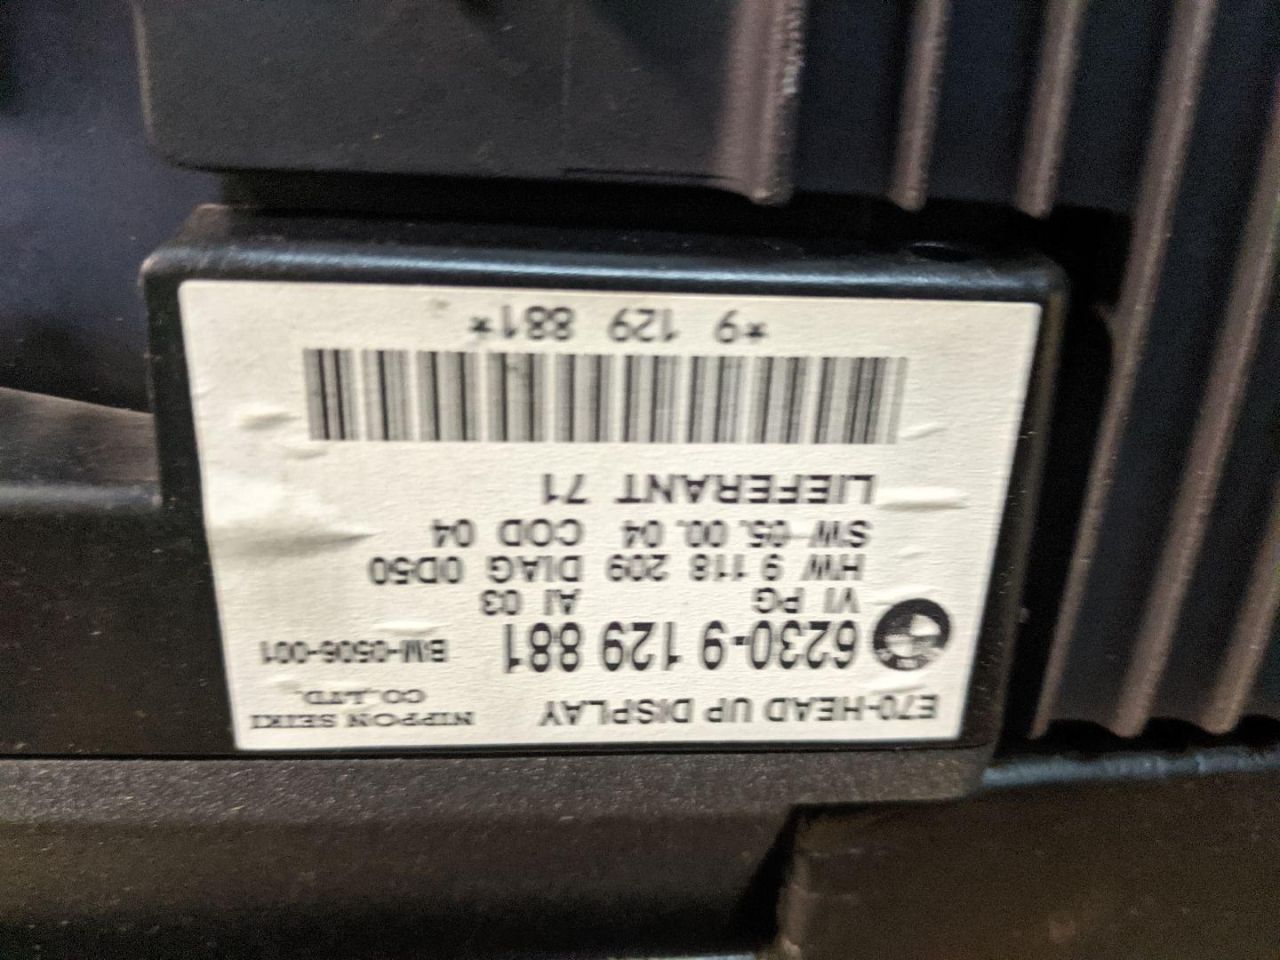 E70-HEAD UP DISPLAY NIPPON SEIKI CO.,LTD.
6230-9 129 881 BM-0506-001
VI PG AI 03
HW 9 118 209 DIAG 0D50
SW 05.00.04 COD 04
LIEFERANT 71
*9 129 881*